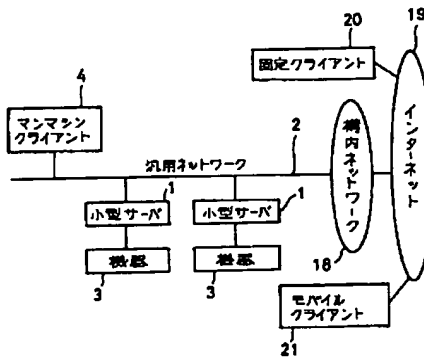 19
20
固定クライアント
4
マンマシン
クライアント
インターネット
構内ネットワーク
汎用ネットワーク
2
1
1
小型サーバ
小型サーバ
18
3
機器
3
機器
モバイル
クライアント
21